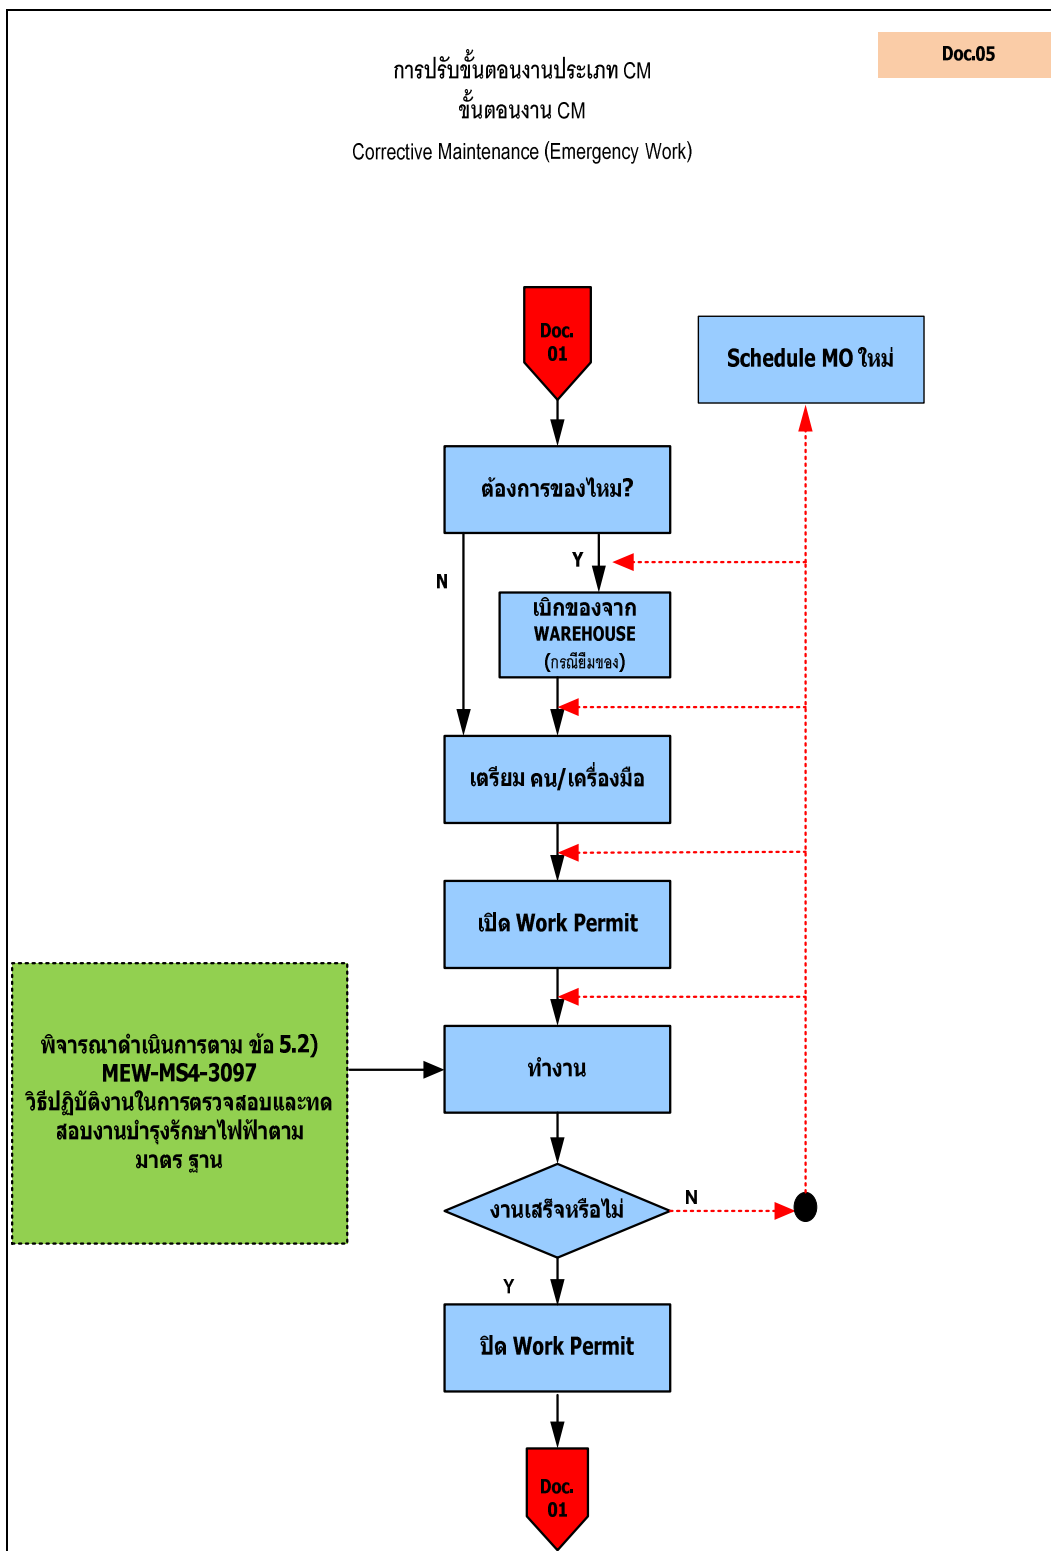 Doc.05
การปรับขั้นตอนงานประเภท CM
ขั้นตอนงาน CM
Corrective Maintenance (Emergency Work)
Doc.
01
Schedule MO ใหม่
ต้องการของไหม?
N
Y
เบิกของจาก
WAREHOUSE
(กรณียืมของ)
เตรียม คน/เครื่องมือ
เปิด Work Permit
พิจารณาดำเนินการตาม ข้อ 5.2)
MEW-MS4-3097
วิธีปฏิบัติงานในการตรวจสอบและทด
สอบงานบำรุงรักษาไฟฟ้าตาม
มาตร ฐาน
ทำงาน
งานเสร็จหรือไม่
N
Y
ปิด Work Permit
Doc.
01